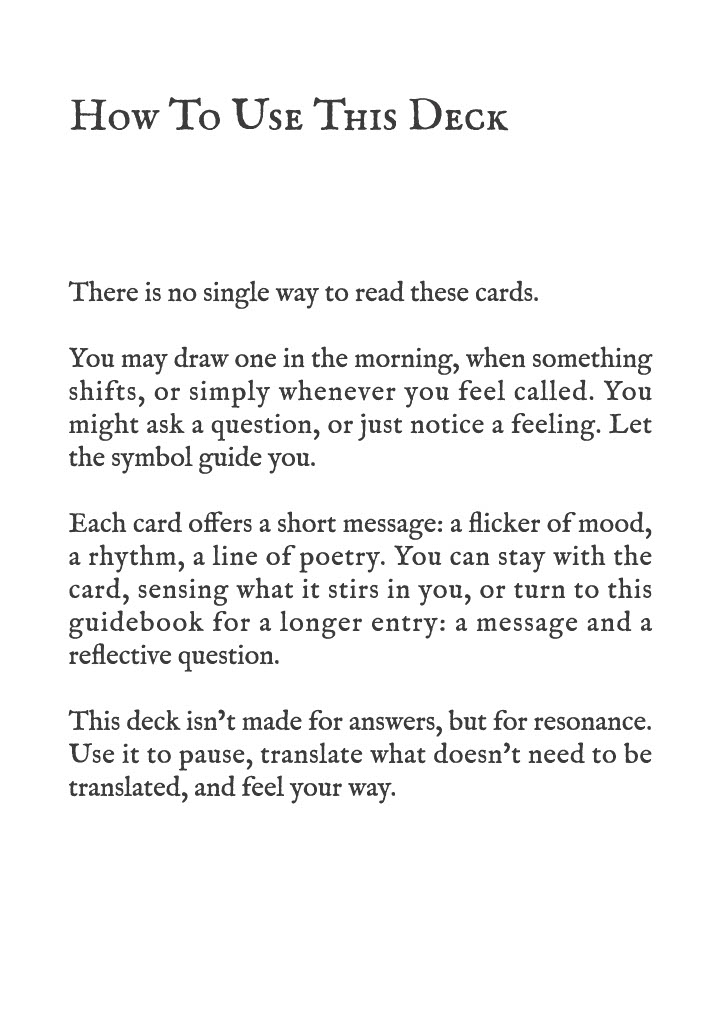 How To Use This Deck
There is no single way to read these cards.
You may draw one in the morning, when something
shifts, or simply whenever you feel called. You
might ask a question, or just notice a feeling. Let
the symbol guide you.
Each card offers a short message: a flicker of mood,
a rhythm, a line of poetry. You can stay with the
card, sensing what it stirs in you, or turn to this
guidebook for a longer entry: a message and a
reflective question.
This deck isn’t made for answers, but for resonance.
Use it to pause, translate what doesn’t need to be
translated, and feel your way.